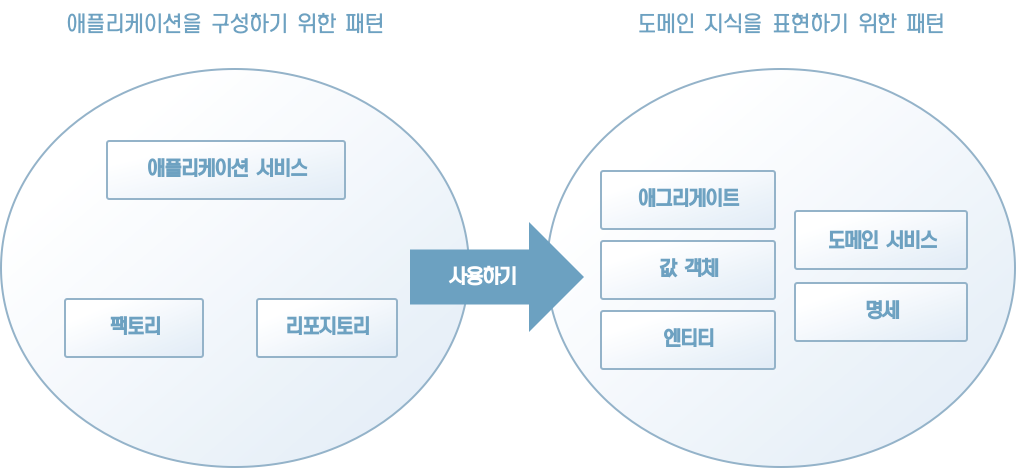 애플리케이션을 구성하기 위한 패턴
도메인 지식을 표현하기 위한 패턴
애플리케이션 서비스
팩토리
리포지토리
사용하기
애그리게이트
값 객체
엔티티
도메인 서비스
명세